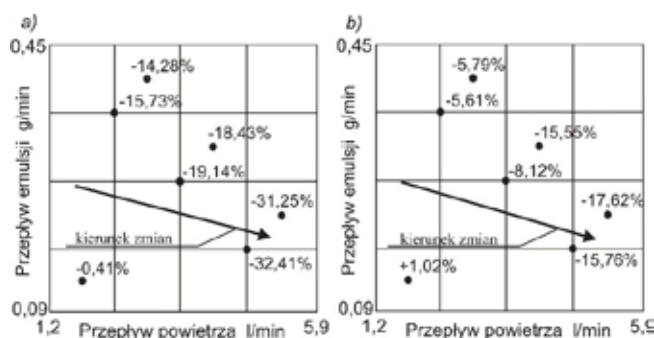 a)
0,45
Przepływ emulsji g/min
-14,28%
-15,73%
-18,43%
-19,14%
-31,25%
kierunek zmian
-32,41%
-0,41%
0,09
1,2
Przepływ powietrza l/min
5,9
b)
0,45
Przepływ emulsji g/min
-5,79%
-5,61%
-15,55%
-8,12%
-17,62%
kierunek zmian
-15,76%
+1,02%
0,09
1,2
Przepływ powietrza l/min
5,9